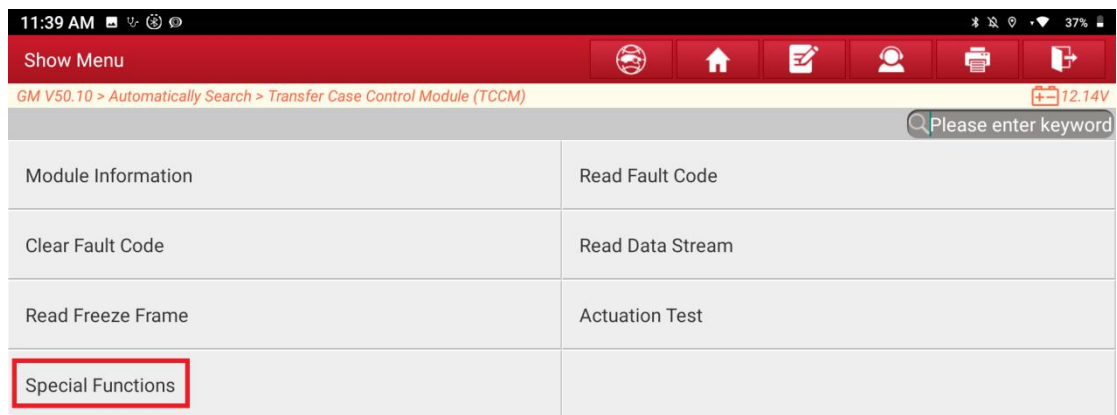 11:39 AM
37%
Show Menu
GM V50.10 > Automatically Search > Transfer Case Control Module (TCCM)
12.14V
Please enter keyword
Module Information
Read Fault Code
Clear Fault Code
Read Data Stream
Read Freeze Frame
Actuation Test
Special Functions